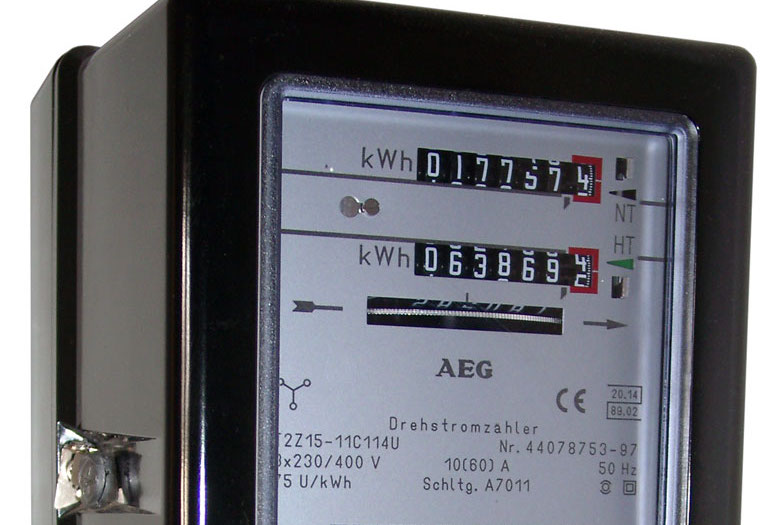 kWh 0177574
NT
HT
kWh 0638694
AEG
CE
20.14
89.02
Drehstromzähler
T2Z15-11C114U
Nr. 44078753-97
3x230/400 V
10(60) A
50 Hz
75 U/kWh
Schltg. A7011